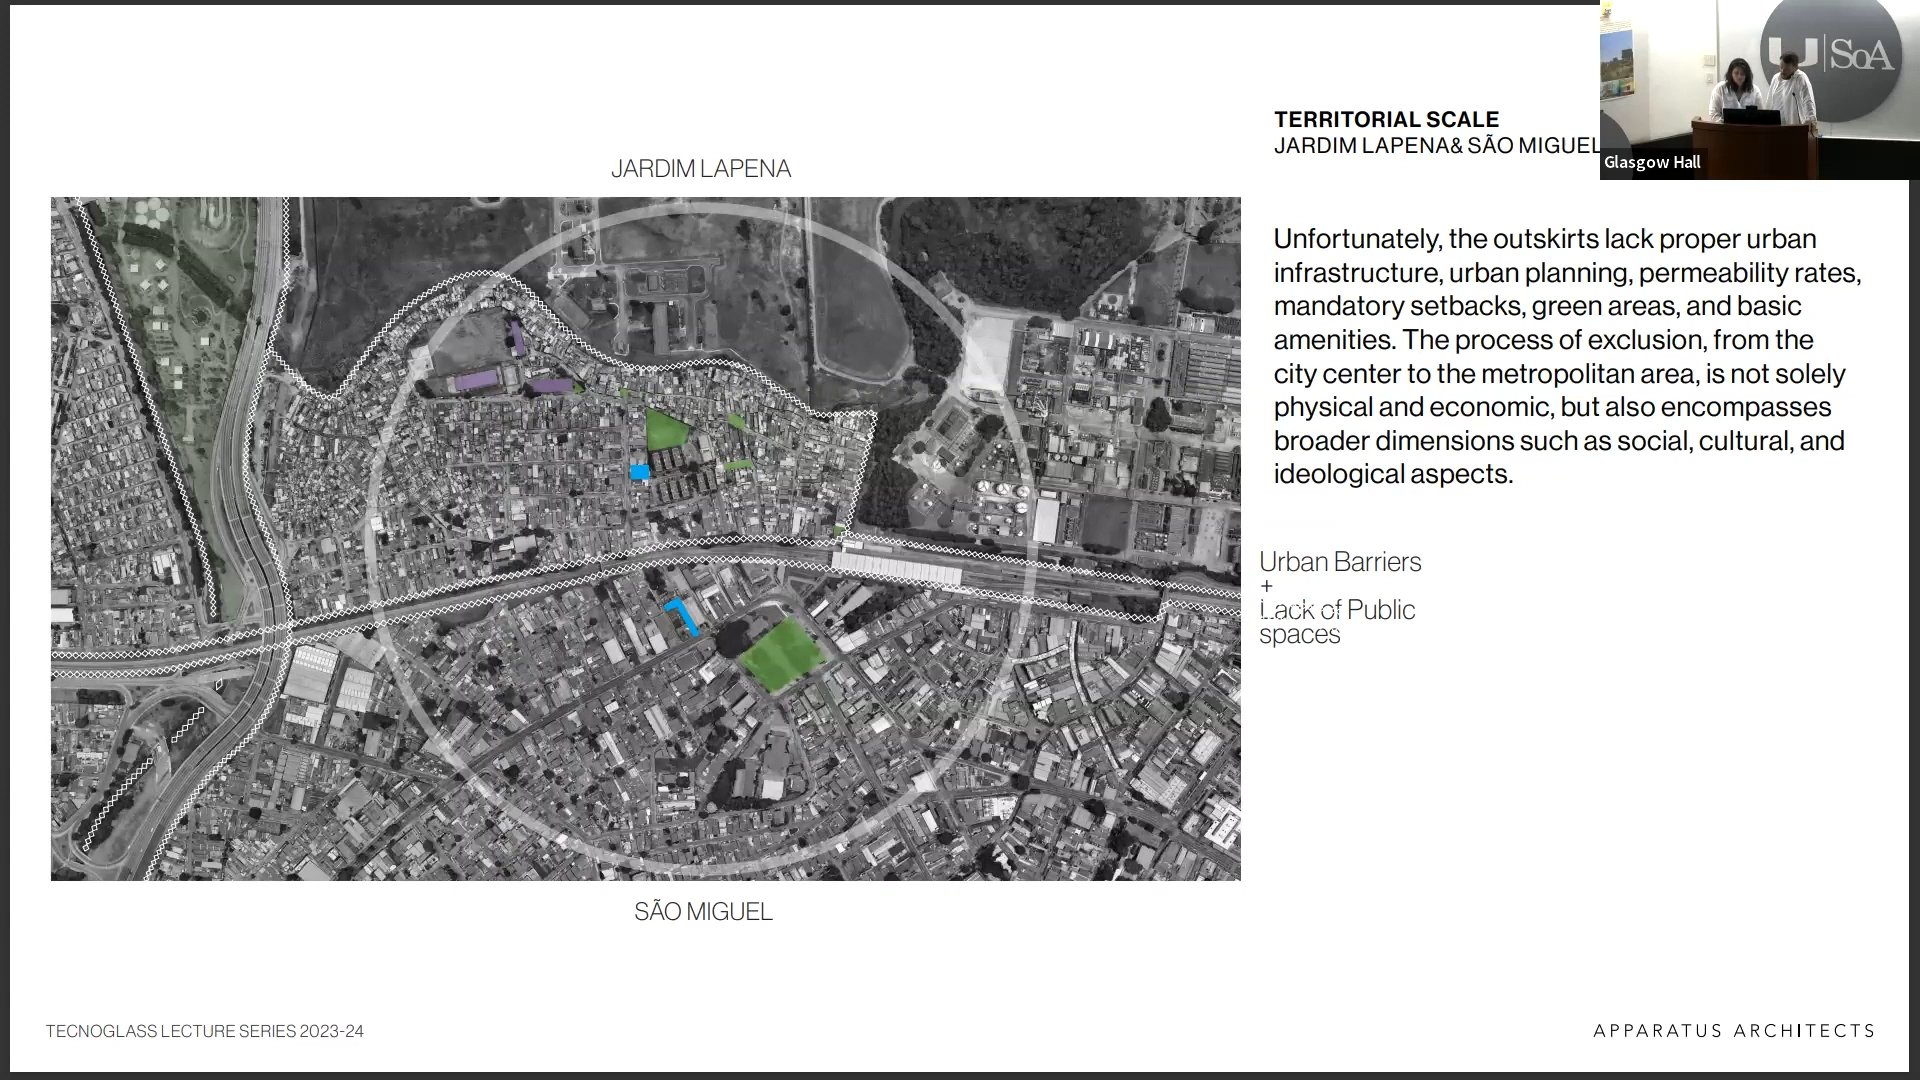 U | SoA
TERRITORIAL SCALE
JARDIM LAPENA& SÃO MIGUEL
Glasgow Hall
JARDIM LAPENA
Unfortunately, the outskirts lack proper urban
infrastructure, urban planning, permeability rates,
mandatory setbacks, green areas, and basic
amenities. The process of exclusion, from the
city center to the metropolitan area, is not solely
physical and economic, but also encompasses
broader dimensions such as social, cultural, and
ideological aspects.
Urban Barriers
+
Lack of Public
spaces
SÃO MIGUEL
TECNOGLASS LECTURE SERIES 2023-24
APPARATUS ARCHITECTS